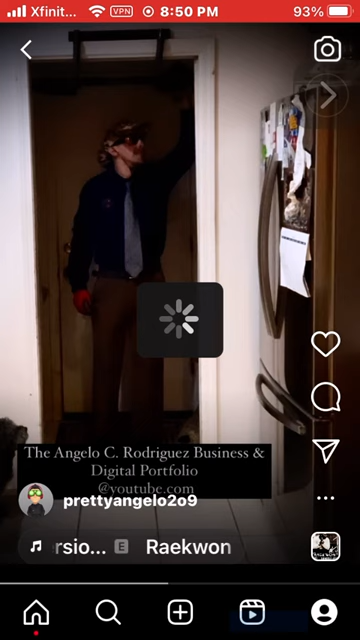 Xfinit...
VPN
8:50 PM
93%
The Angelo C. Rodriguez Business &
Digital Portfolio
@youtube.com
prettyangelo2o9
rsio... E Raekwon